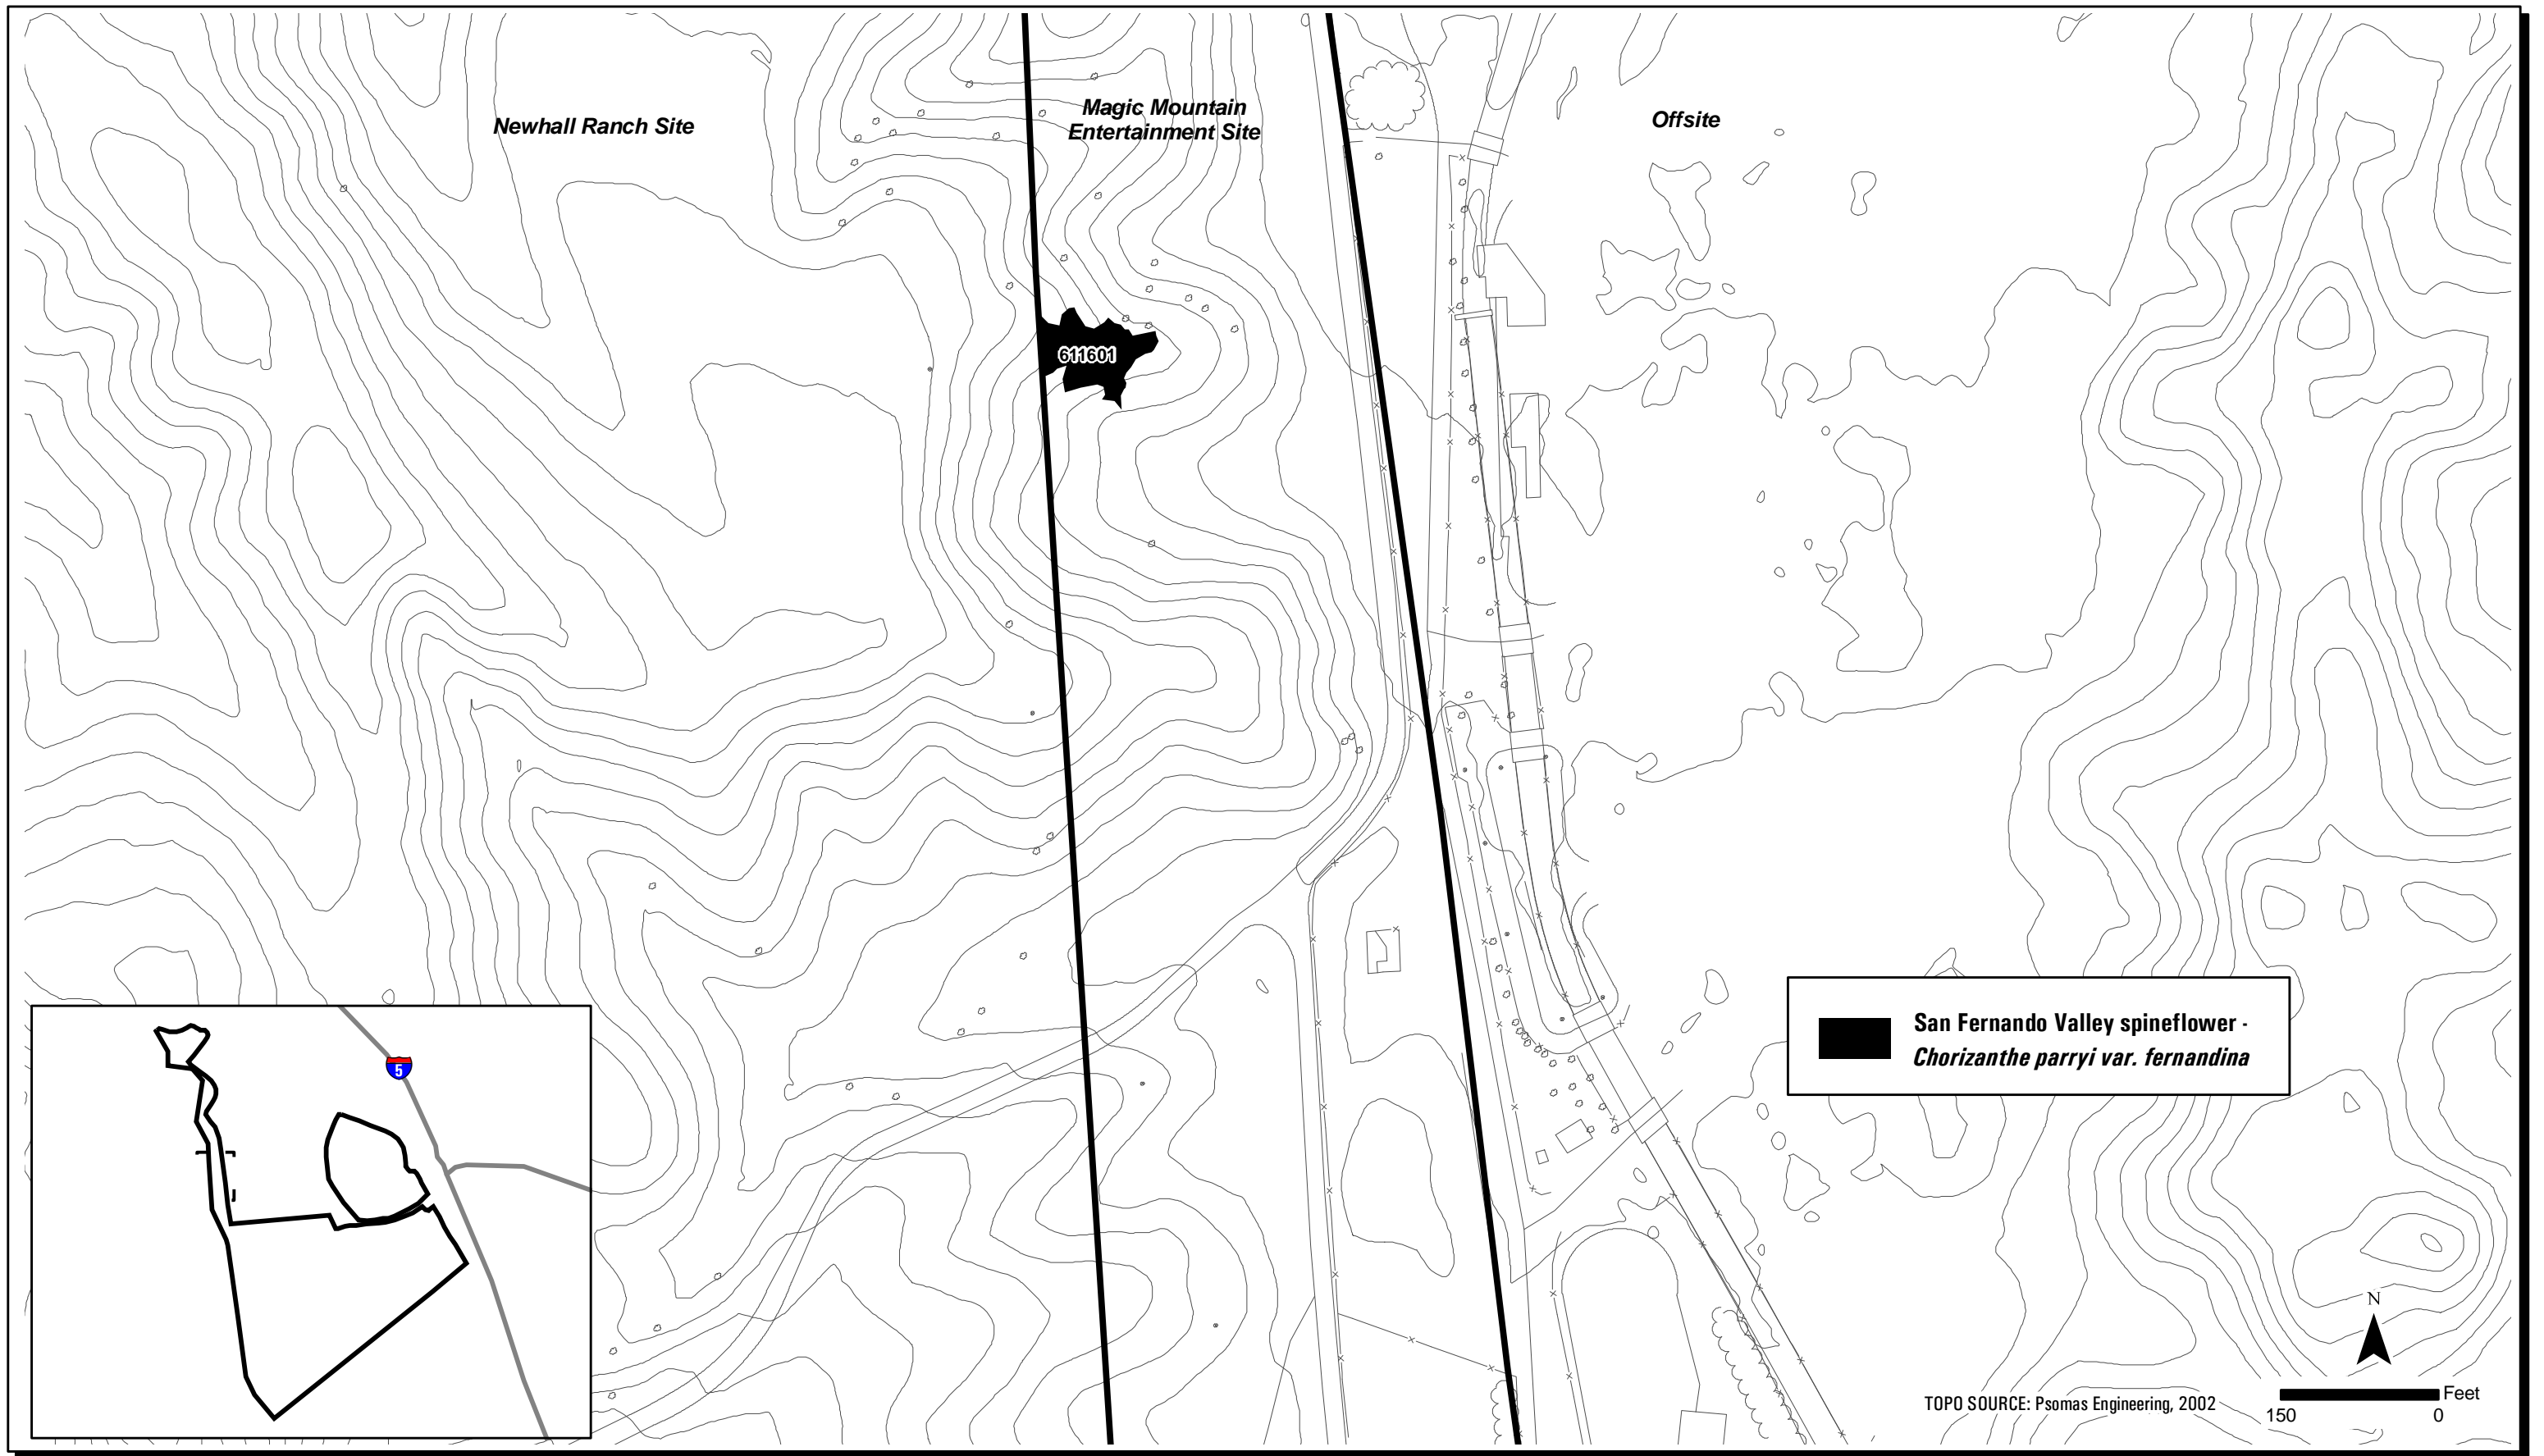 Newhall Ranch Site
Magic Mountain
Entertainment Site
Offsite
611601
5
San Fernando Valley spineflower -
Chorizanthe parryi var. fernandina
N
TOPO SOURCE: Psomas Engineering, 2002
Feet
150 0